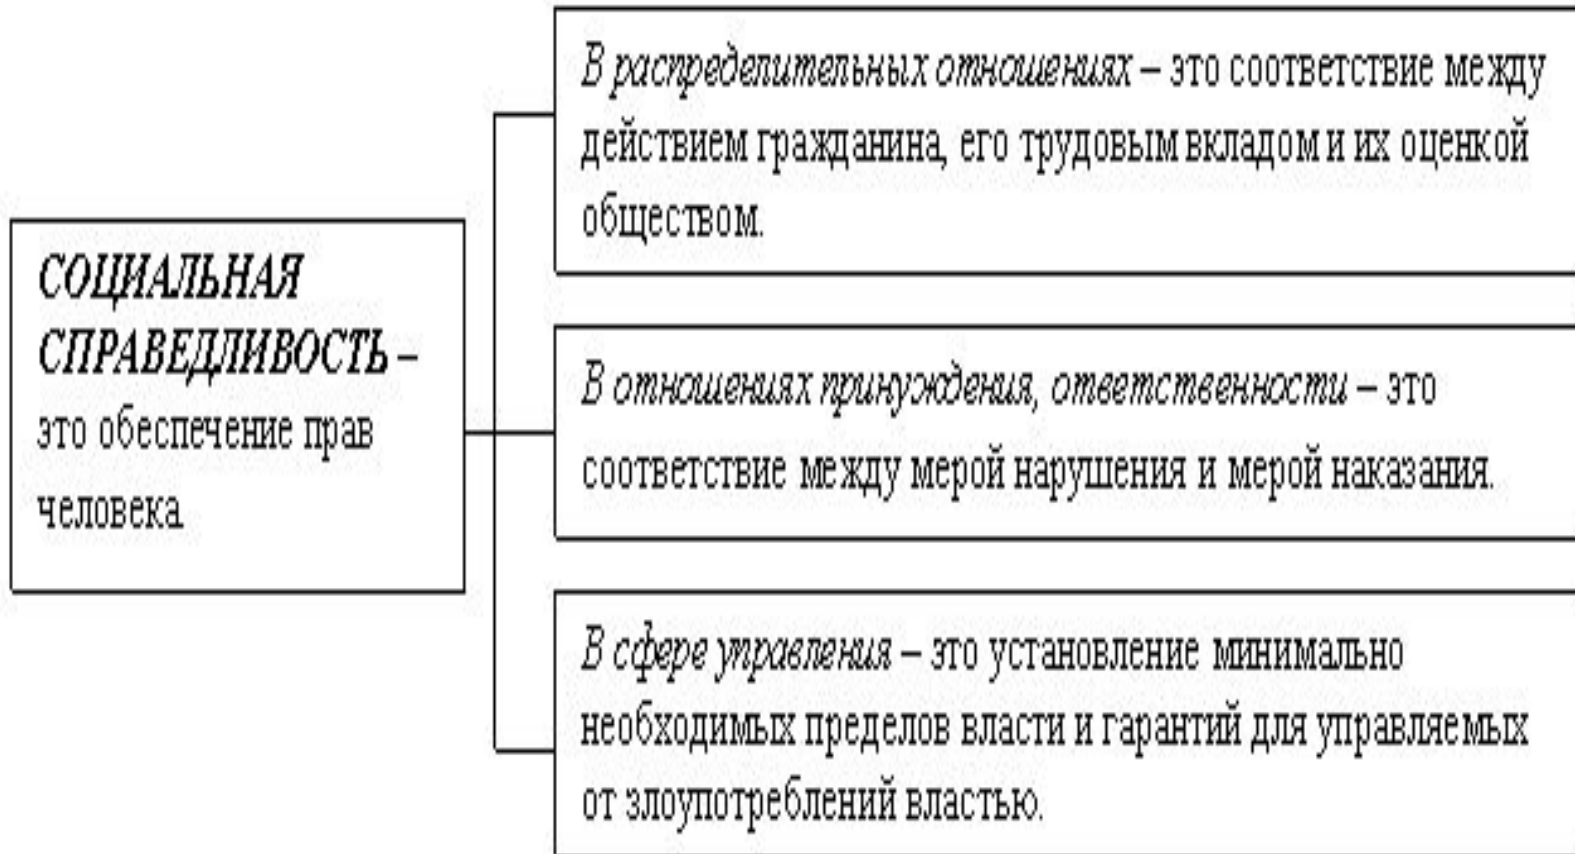 СОЦИАЛЬНАЯ
СПРАВЕДЛИВОСТЬ –
это обеспечение прав
человека.
В распределительных отношениях – это соответствие между
действием гражданина, его трудовым вкладом и их оценкой
обществом.
В отношениях принуждения, ответственности – это
соответствие между мерой нарушения и мерой наказания.
В сфере управления – это установление минимально
необходимых пределов власти и гарантий для управляемых
от злоупотреблений властью.